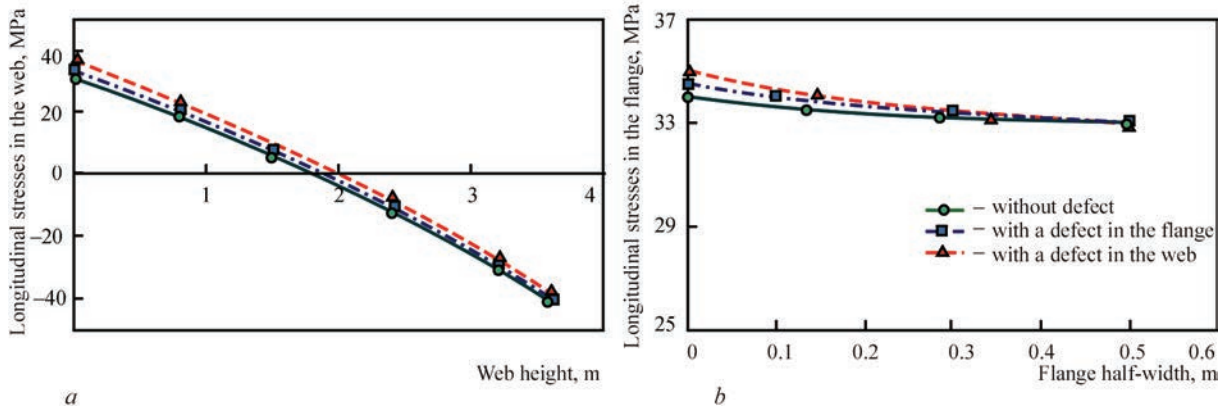 Longitudinal stresses in the web, MPa
40
20
0
–20
–40
1
2
3
4
Web height, m
a
Longitudinal stresses in the flange, MPa
37
33
29
25
– without defect
– with a defect in the flange
– with a defect in the web
0
0.1
0.2
0.3
0.4
0.5
0.6
Flange half-width, m
b